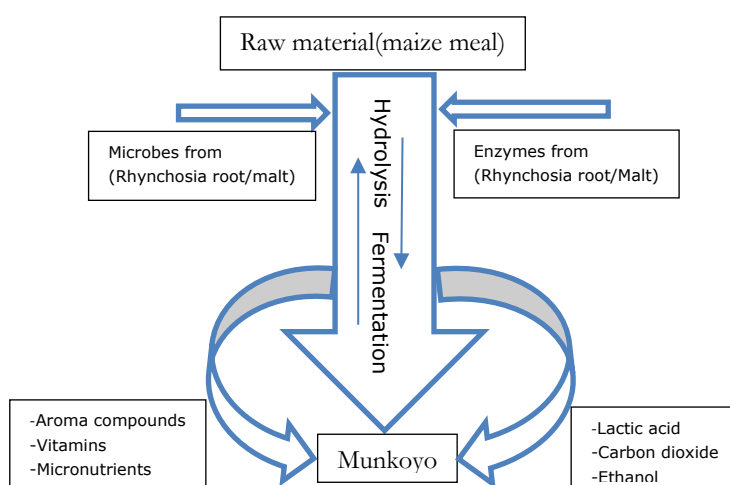 Raw material(maize meal)
Microbes from
(Rhynchosia root/malt)
Hydrolysis Fermentation
Enzymes from
(Rhynchosia root/Malt)
-Aroma compounds
-Vitamins
-Micronutrients
Munkoyo
-Lactic acid
-Carbon dioxide
-Ethanol